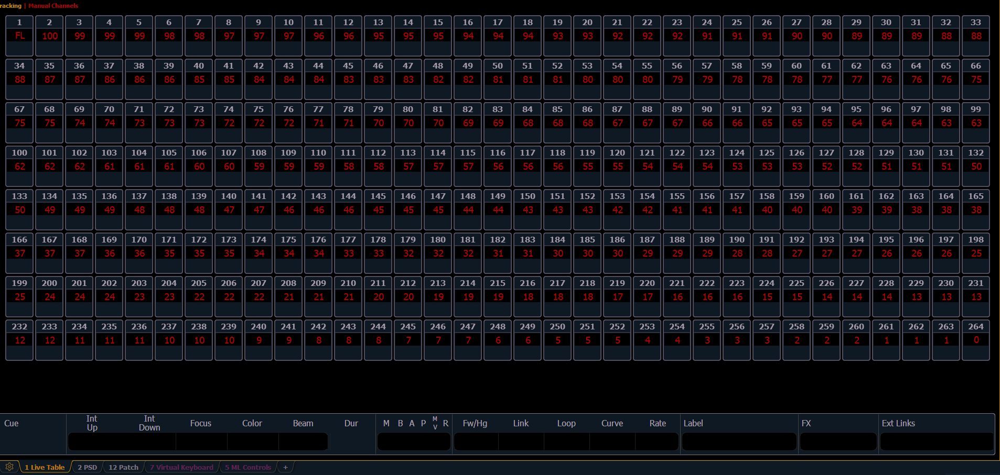 racking | Manual Channels
1 2 3 4 5 6 7 8 9 10 11 12 13 14 15 16 17 18 19 20 21 22 23 24 25 26 27 28 29 30 31 32 33
FL 100 99 99 99 98 98 97 97 97 96 96 95 95 95 94 94 94 93 93 92 92 92 91 91 91 90 90 89 89 89 88 88
34 35 36 37 38 39 40 41 42 43 44 45 46 47 48 49 50 51 52 53 54 55 56 57 58 59 60 61 62 63 64 65 66
88 87 87 86 86 86 85 85 84 84 84 83 83 83 82 82 81 81 81 80 80 80 79 79 78 78 78 77 77 76 76 76 75
67 68 69 70 71 72 73 74 75 76 77 78 79 80 81 82 83 84 85 86 87 88 89 90 91 92 93 94 95 96 97 98 99
75 75 74 74 73 73 73 72 72 72 71 71 70 70 70 69 69 68 68 68 67 67 67 66 66 65 65 65 64 64 64 63 63
100 101 102 103 104 105 106 107 108 109 110 111 112 113 114 115 116 117 118 119 120 121 122 123 124 125 126 127 128 129 130 131 132
62 62 62 61 61 61 60 60 59 59 59 58 58 57 57 57 56 56 56 55 55 54 54 54 53 53 53 52 52 51 51 51 50
133 134 135 136 137 138 139 140 141 142 143 144 145 146 147 148 149 150 151 152 153 154 155 156 157 158 159 160 161 162 163 164 165
50 49 49 49 48 48 48 47 47 46 46 46 45 45 45 44 44 43 43 43 42 42 41 41 41 40 40 40 39 39 38 38 38
166 167 168 169 170 171 172 173 174 175 176 177 178 179 180 181 182 183 184 185 186 187 188 189 190 191 192 193 194 195 196 197 198
37 37 37 36 36 35 35 35 34 34 34 33 33 32 32 32 31 31 30 30 30 29 29 29 28 28 27 27 27 26 26 26 25
199 200 201 202 203 204 205 206 207 208 209 210 211 212 213 214 215 216 217 218 219 220 221 222 223 224 225 226 227 228 229 230 231
25 24 24 24 23 23 22 22 22 21 21 21 20 20 19 19 19 18 18 18 17 17 16 16 16 15 15 14 14 14 13 13 13
232 233 234 235 236 237 238 239 240 241 242 243 244 245 246 247 248 249 250 251 252 253 254 255 256 257 258 259 260 261 262 263 264
12 12 11 11 11 10 10 10 9 9 8 8 8 7 7 7 6 6 5 5 5 4 4 3 3 3 2 2 2 1 1 1 0
Cue Int Up Int Down Focus Color Beam Dur M B A P MV R Fw/Hg Link Loop Curve Rate Label FX Ext Links
1 Live Table 2 PSD 12 Patch 7 Virtual Keyboard 5 ML Controls +